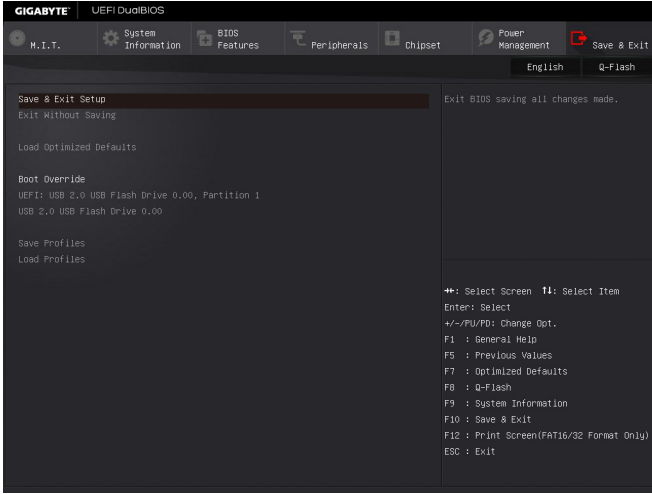 GIGABYTE™ UEFI DualBIOS
M.I.T.
System Information
BIOS Features
Peripherals
Chipset
Power Management
Save & Exit
English
Q-Flash
Save & Exit Setup
Exit Without Saving
Load Optimized Defaults
Boot Override
UEFI: USB 2.0 USB Flash Drive 0.00, Partition 1
USB 2.0 USB Flash Drive 0.00
Save Profiles
Load Profiles
Exit BIOS saving all changes made.
→←: Select Screen ↑↓: Select Item
Enter: Select
+/-/PU/PD: Change Opt.
F1 : General Help
F5 : Previous Values
F7 : Optimized Defaults
F8 : Q-Flash
F9 : System Information
F10 : Save & Exit
F12 : Print Screen(FAT16/32 Format Only)
ESC : Exit